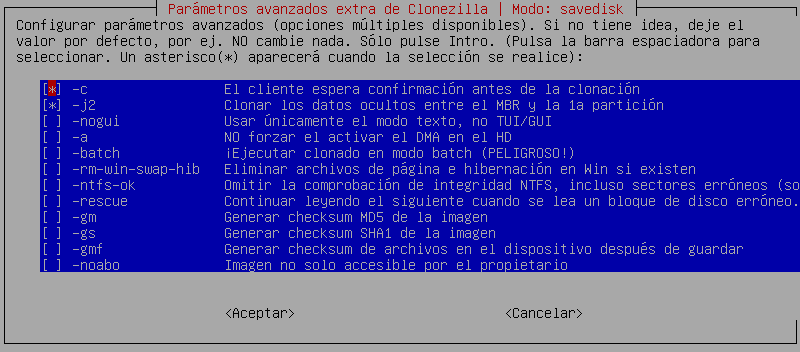 Parámetros avanzados extra de Clonezilla | Modo: savedisk
Configurar parámetros avanzados (opciones múltiples disponibles). Si no tiene idea, deje el
valor por defecto, por ej. NO cambie nada. Sólo pulse Intro. (Pulsa la barra espaciadora para
seleccionar. Un asterisco(*) aparecerá cuando la selección se realice):
[*] -c El cliente espera confirmación antes de la clonación
[*] -j2 Clonar los datos ocultos entre el MBR y la 1a partición
[ ] -nogui Usar únicamente el modo texto, no TUI/GUI
[ ] -a NO forzar el activar el DMA en el HD
[ ] -batch ¡Ejecutar clonado en modo batch (PELIGROSO!)
[ ] -rm-win-swap-hib Eliminar archivos de página e hibernación en Win si existen
[ ] -ntfs-ok Omitir la comprobación de integridad NTFS, incluso sectores erróneos (so
[ ] -rescue Continuar leyendo el siguiente cuando se lea un bloque de disco erróneo.
[ ] -gm Generar checksum MD5 de la imagen
[ ] -gs Generar checksum SHA1 de la imagen
[ ] -gmf Generar checksum de archivos en el dispositivo después de guardar
[ ] -noabo Imagen no solo accesible por el propietario
<Aceptar> <Cancelar>